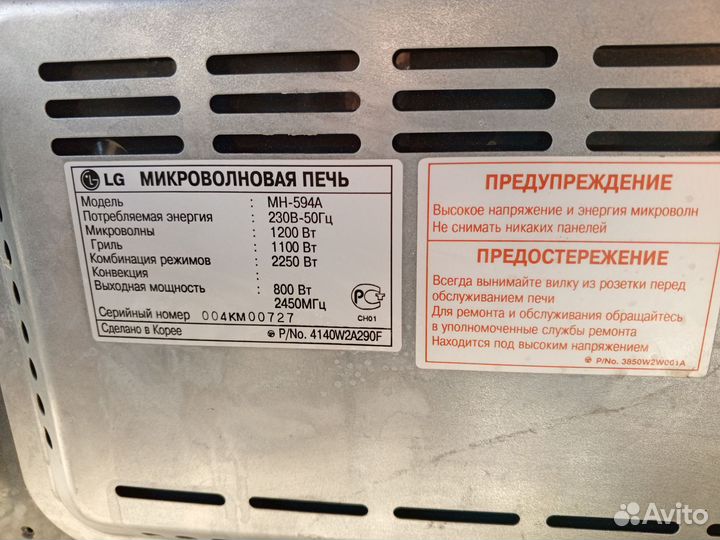 LG МИКРОВОЛНОВАЯ ПЕЧЬ
Модель : MH-594A
Потребляемая энергия : 230В-50Гц
Микроволны : 1200 Вт
Гриль : 1100 Вт
Комбинация режимов : 2250 Вт
Конвекция :
Выходная мощность : 800 Вт
2450МГц
Серийный номер 004KM00727
CH01
Сделано в Корее P/No. 4140W2A290F
ПРЕДУПРЕЖДЕНИЕ
Высокое напряжение и энергия микроволн
Не снимать никаких панелей
ПРЕДОСТЕРЕЖЕНИЕ
Всегда вынимайте вилку из розетки перед
обслуживанием печи
Для ремонта и обслуживания обращайтесь
в уполномоченные службы ремонта
Находится под высоким напряжением
P/No. 3850W2W001A
Avito